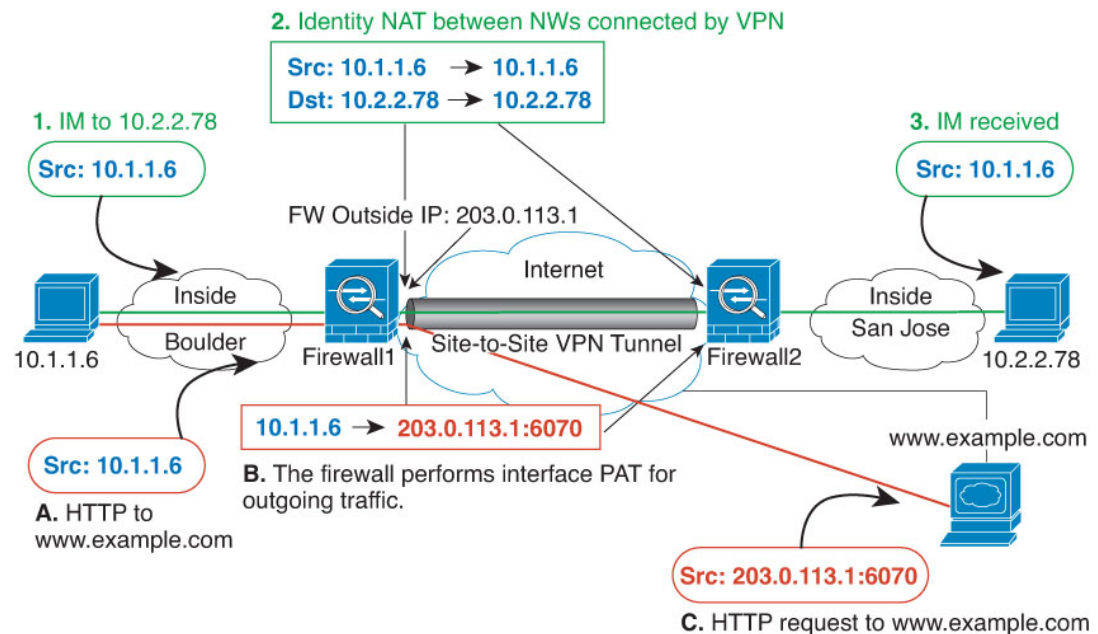 2. Identity NAT between NWs connected by VPN
Src: 10.1.1.6 → 10.1.1.6
Dst: 10.2.2.78 → 10.2.2.78
1. IM to 10.2.2.78
Src: 10.1.1.6
3. IM received
Src: 10.1.1.6
FW Outside IP: 203.0.113.1
Internet
Inside
Boulder
Inside
San Jose
10.1.1.6
Firewall1
Site-to-Site VPN Tunnel
Firewall2
10.2.2.78
10.1.1.6 → 203.0.113.1:6070
B. The firewall performs interface PAT for
outgoing traffic.
www.example.com
Src: 10.1.1.6
A. HTTP to
www.example.com
Src: 203.0.113.1:6070
C. HTTP request to www.example.com